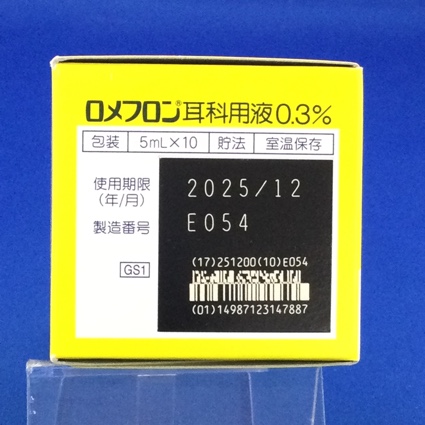 ロメフロン®耳科用液0.3%
包装 5mL×10 貯法 室温保存
使用期限 2025/12
(年/月)
製造番号 E054
(17)251200(10)E054
GS1
(01)14987123147887